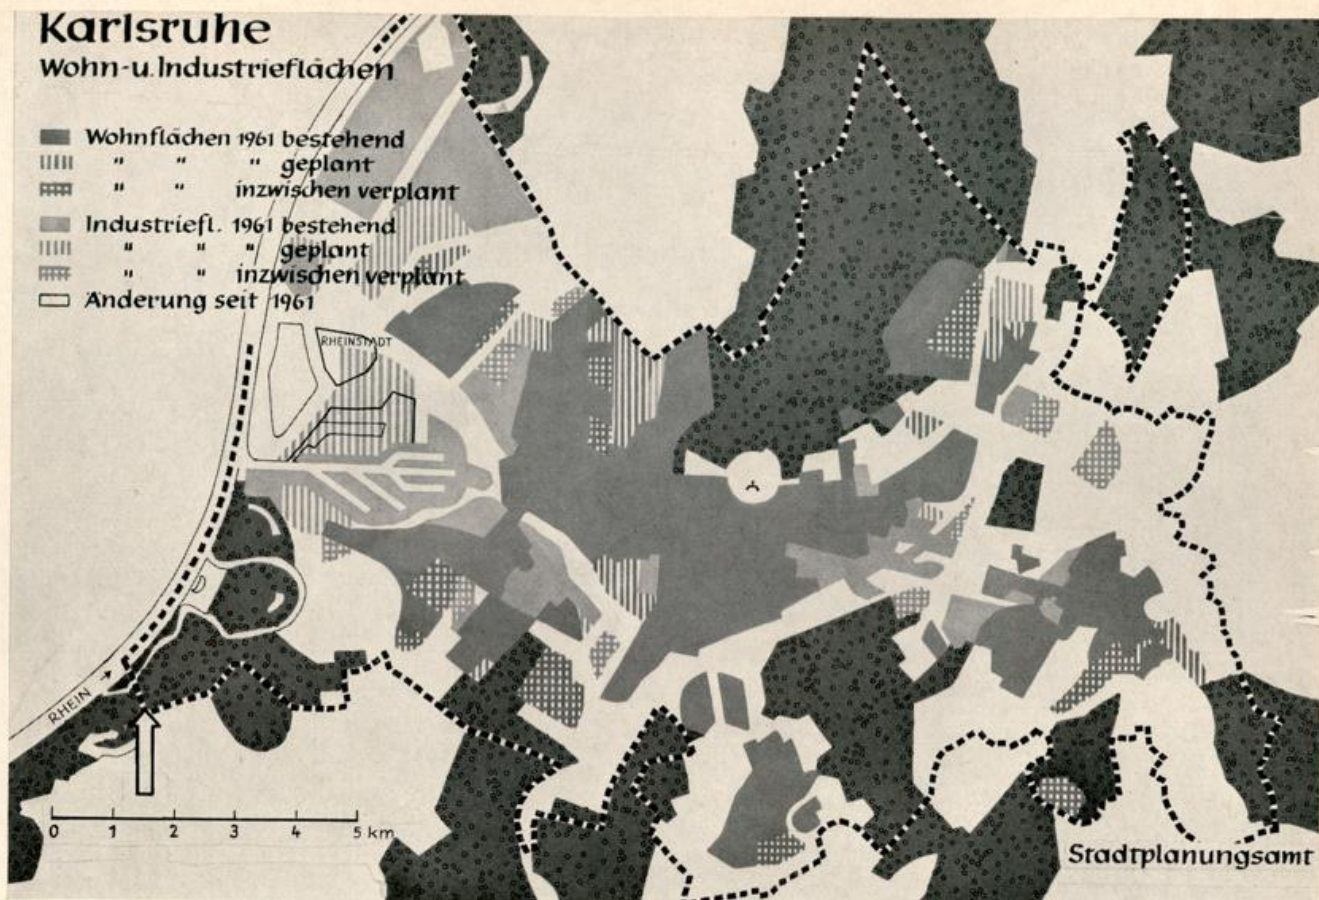 Karlsruhe
Wohn-u. Industrieflächen
Wohnflächen 1961 bestehend
" " " geplant
" " inzwischen verplant
Industriefl. 1961 bestehend
" " " geplant
" " inzwischen verplant
Änderung seit 1961
RHEINSTADT
RHEIN
0 1 2 3 4 5 km
Stadtplanungsamt